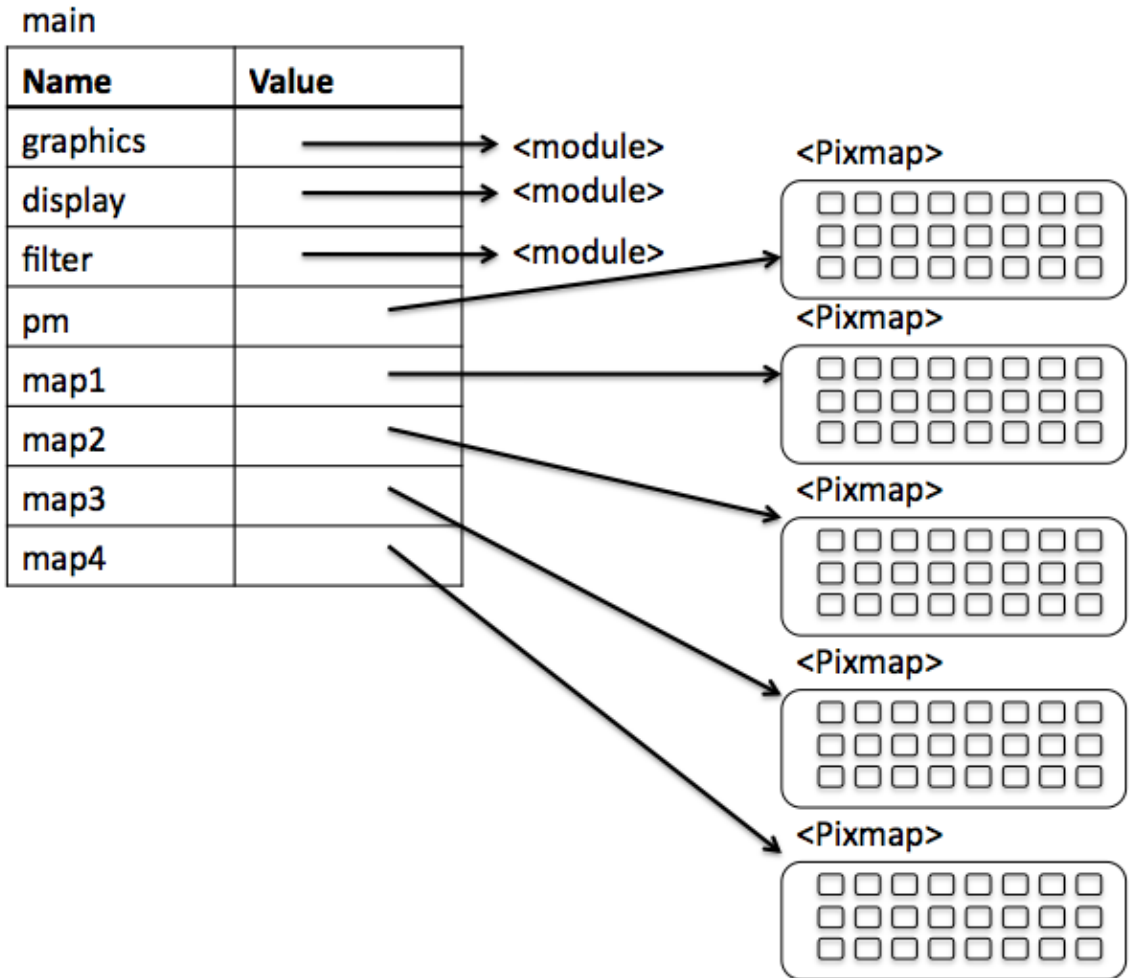 main
Name Value
graphics <module>
display <module>
filter <module>
pm
map1
map2
map3
map4
<Pixmap>
<Pixmap>
<Pixmap>
<Pixmap>
<Pixmap>